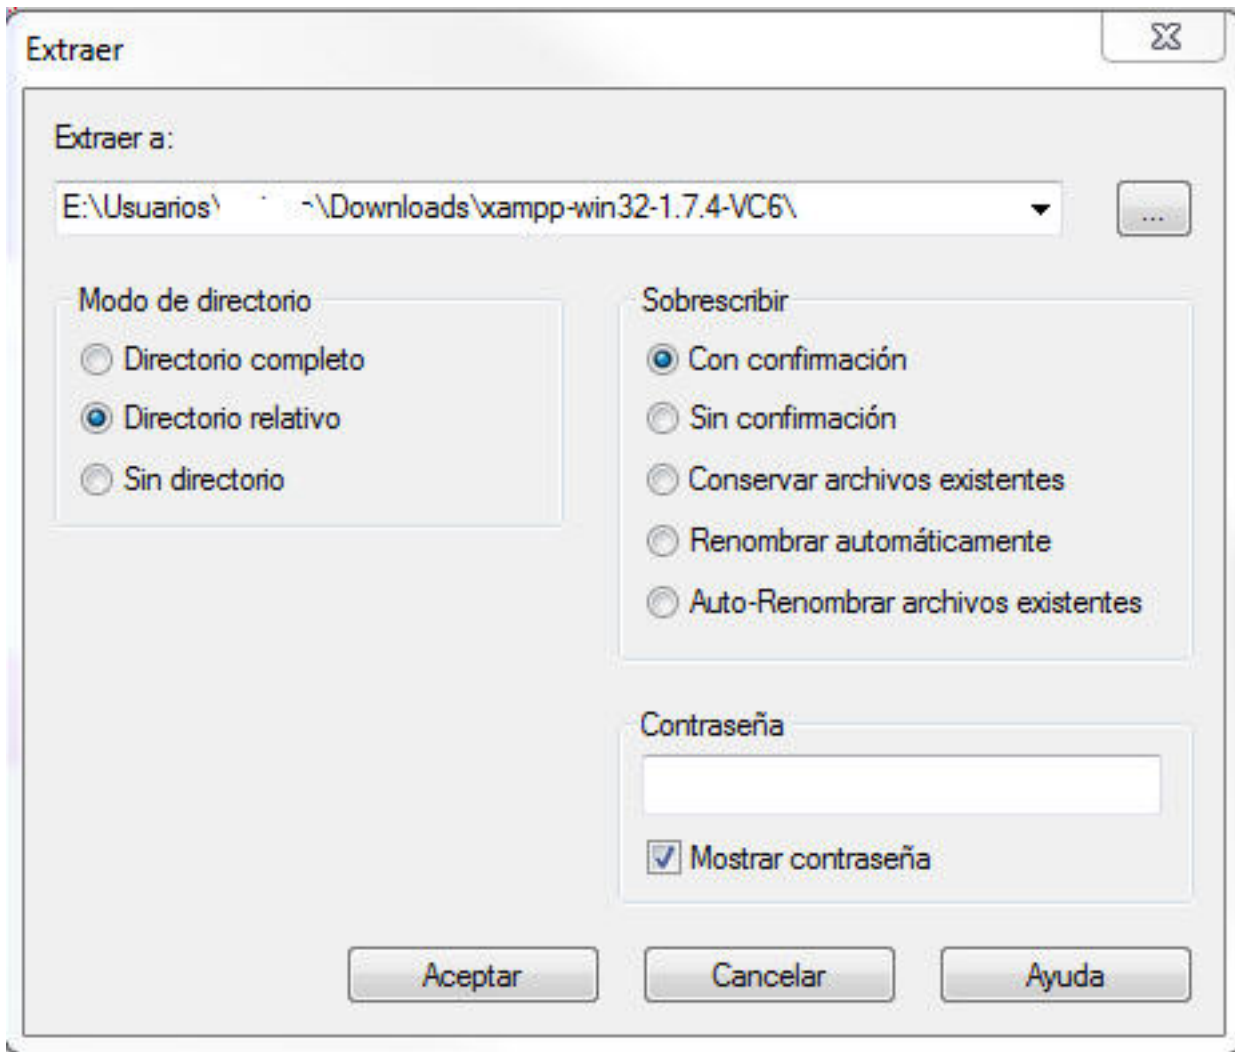 Extraer
Extraer a:
E:\Usuarios\ \Downloads\xampp-win32-1.7.4-VC6\
...
Modo de directorio
Directorio completo
Directorio relativo
Sin directorio
Sobrescribir
Con confirmación
Sin confirmación
Conservar archivos existentes
Renombrar automáticamente
Auto-Renombrar archivos existentes
Contraseña
Mostrar contraseña
Aceptar
Cancelar
Ayuda